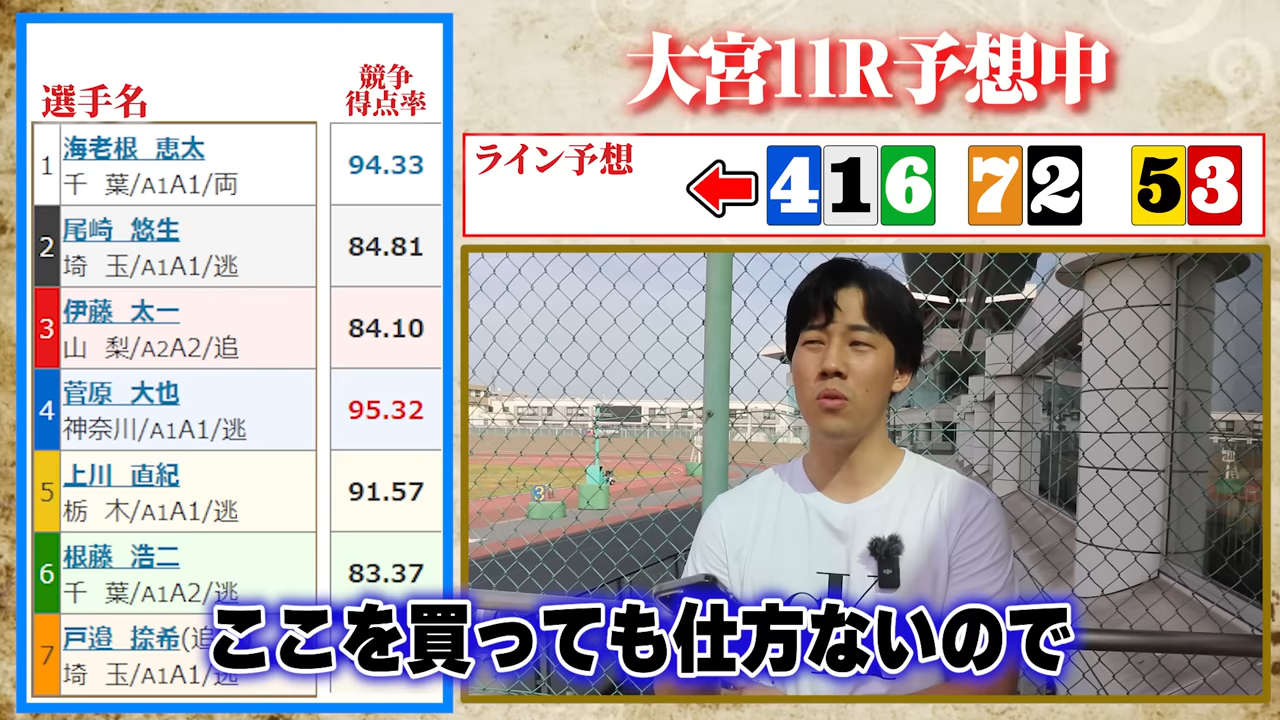 大宮11R予想中
選手名
競争
得点率
1
海老根 恵太
千 葉/A1A1/両
94.33
2
尾崎 悠生
埼 玉/A1A1/逃
84.81
3
伊藤 太一
山 梨/A2A2/追
84.10
4
菅原 大也
神奈川/A1A1/逃
95.32
5
上川 直紀
栃 木/A1A1/逃
91.57
6
根藤 浩二
千 葉/A1A2/逃
83.37
7
戸邉 捺希(追
埼 玉/A1A1/逃
ライン予想
416 72 53
3
CK
ここを買っても仕方ないので